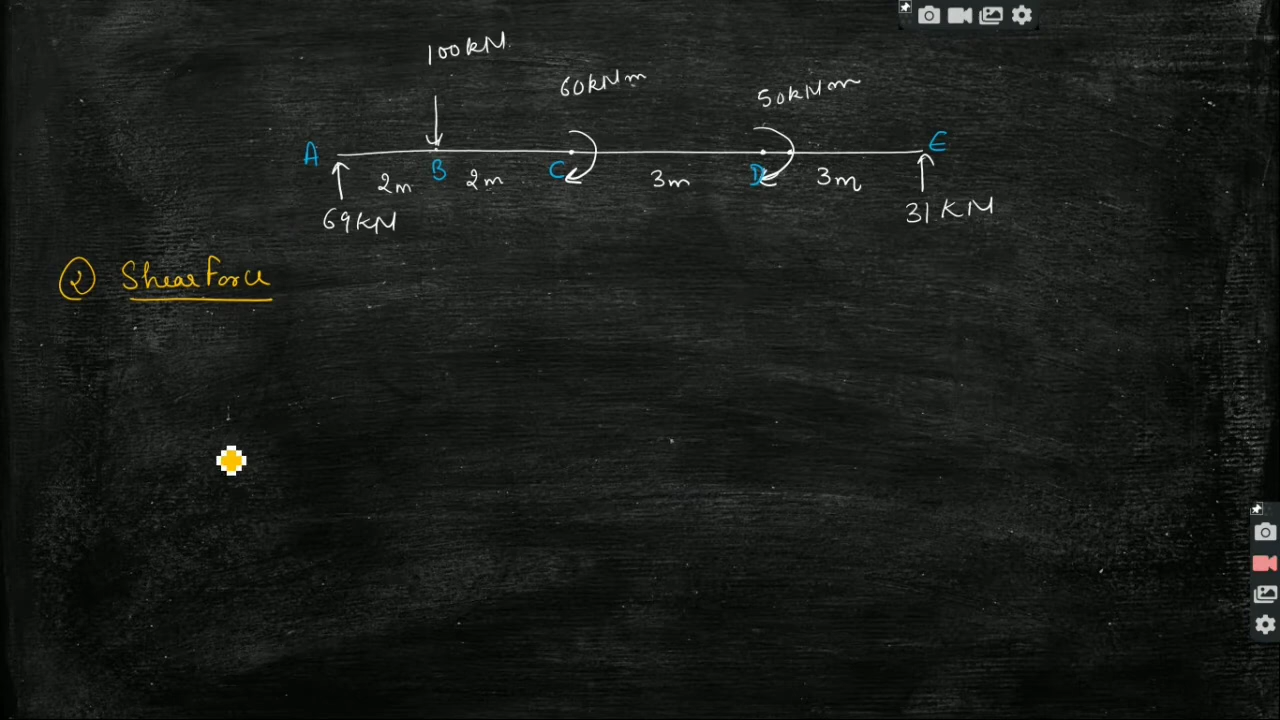 100kN
60kNm
50kNm
A
B
C
D
E
2m
2m
3m
3m
69KN
31KN
② Shear Force